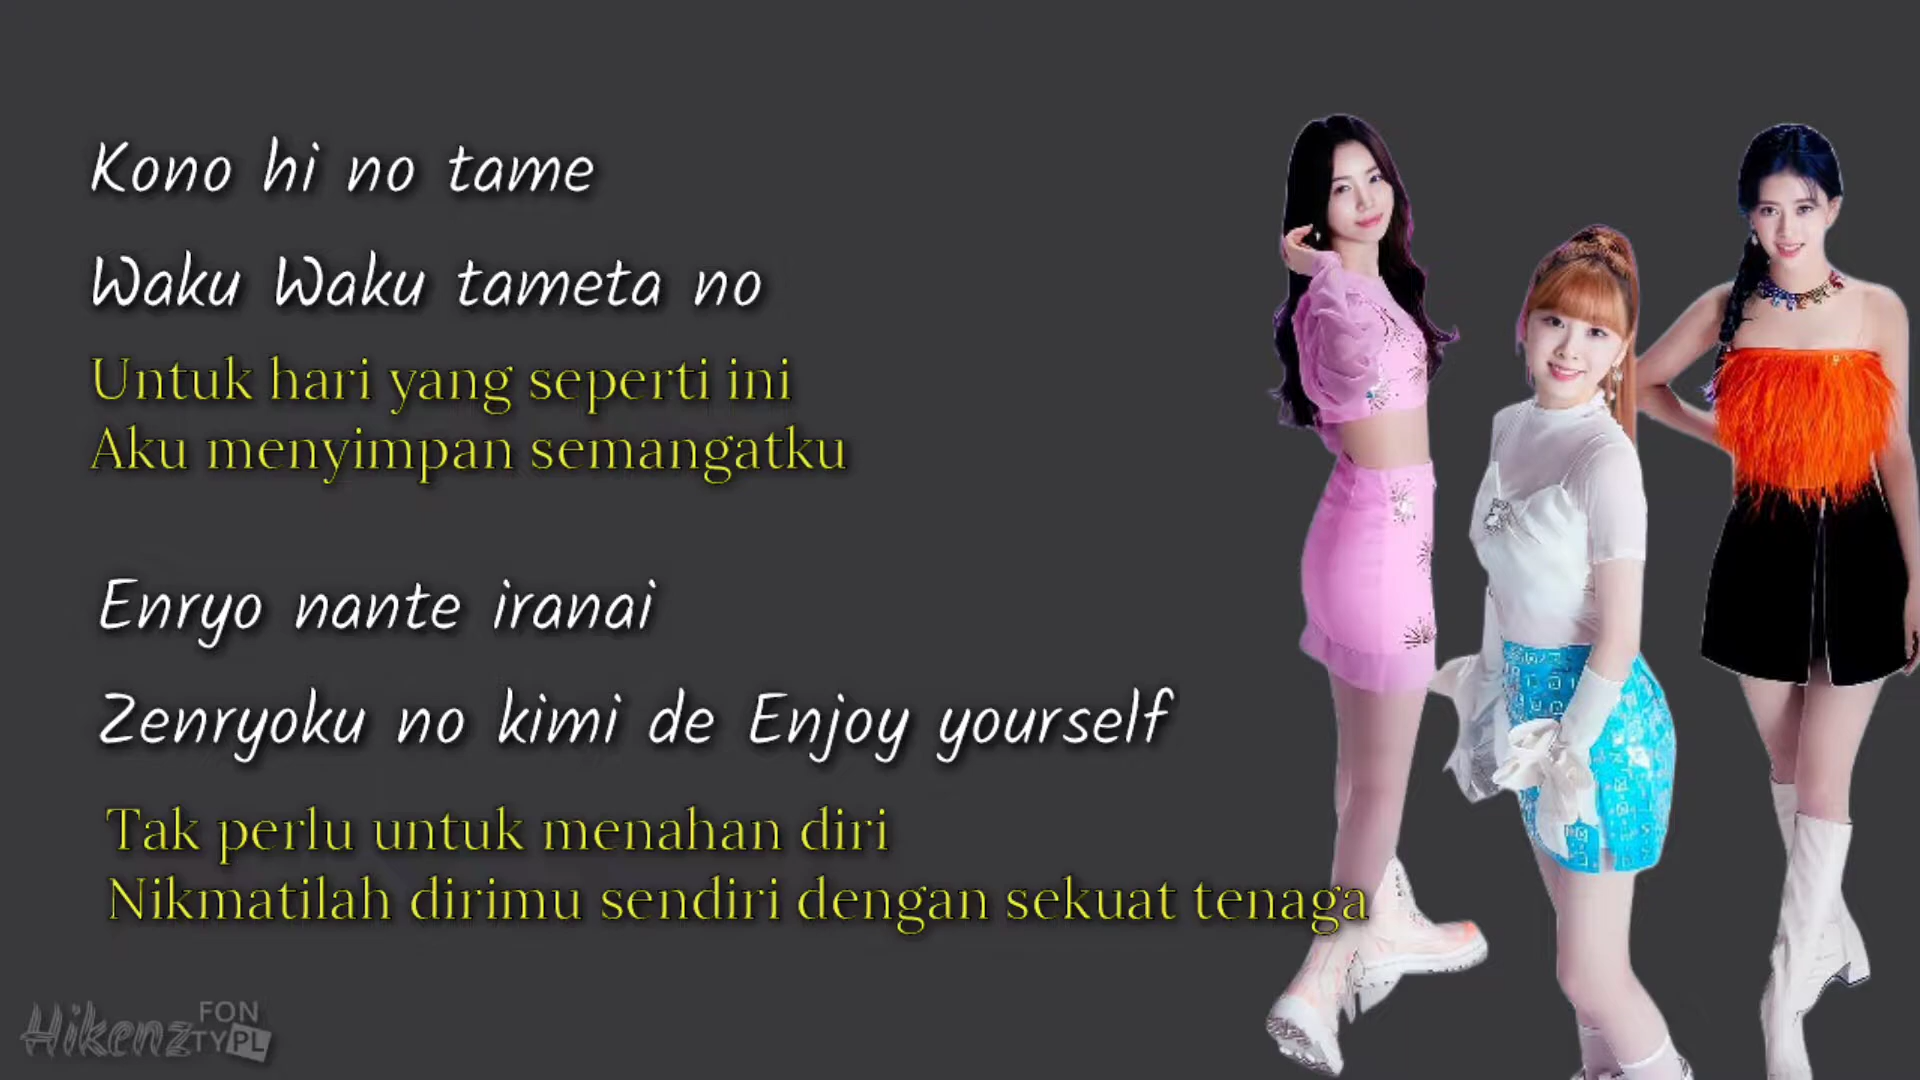 Kono hi no tame
Waku Waku tameta no
Untuk hari yang seperti ini
Aku menyimpan semangatku
Enryo nante iranai
Zenryoku no kimi de Enjoy yourself
Tak perlu untuk menahan diri
Nikmatilah dirimu sendiri dengan sekuat tenaga
Hikenz
FON
TYPL